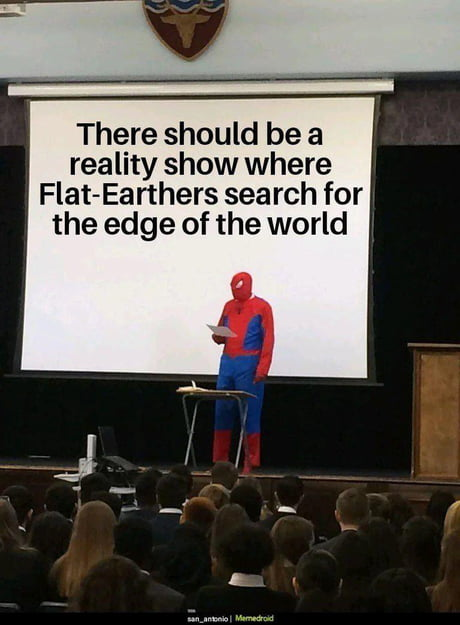 There should be a
reality show where
Flat-Earthers search for
the edge of the world
san_antonio | Memedroid